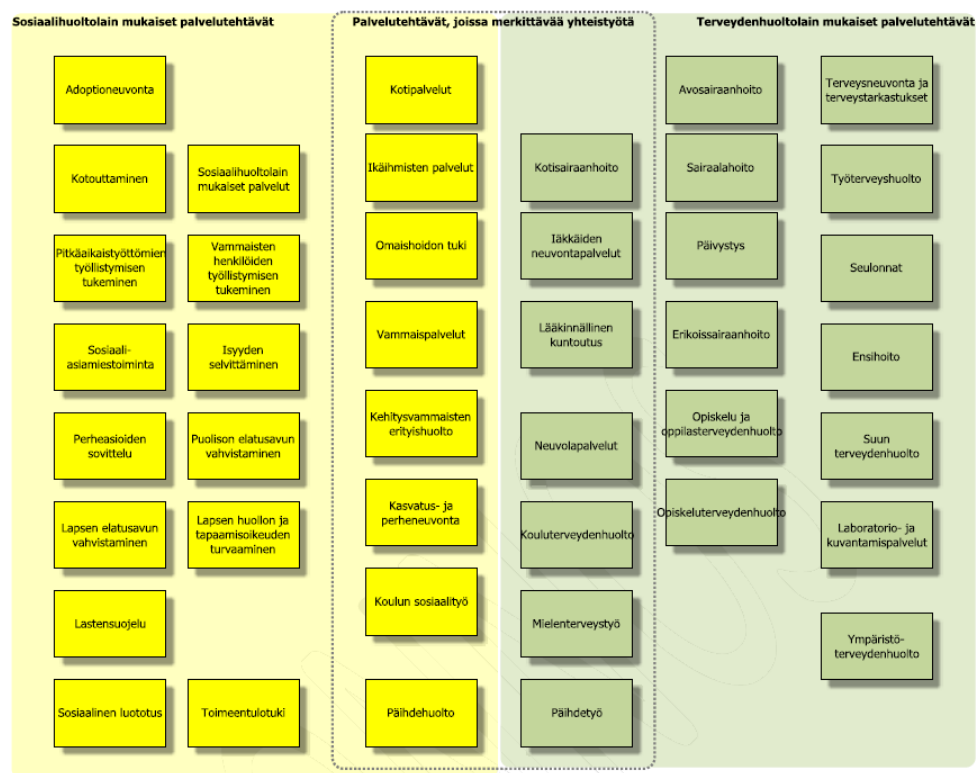 Sosiaalihuoltolain mukaiset palvelutehtävät
Palvelutehtävät, joissa merkittävää yhteistyötä
Terveydenhuoltolain mukaiset palvelutehtävät
Adoptioneuvonta
Kotouttaminen
Sosiaalihuoltolain
mukaiset palvelut
Pitkäaikaistyöttömien
työllistymisen
tukeminen
Vammaisten
henkilöiden
työllistymisen
tukeminen
Sosiaali-
asiamiestoiminta
Isyyden
selvittäminen
Perheasioiden
sovittelu
Puolison elatusavun
vahvistaminen
Lapsen elatusavun
vahvistaminen
Lapsen huollon ja
tapaamisoikeuden
turvaaminen
Lastensuojelu
Sosiaalinen luototus
Toimeentulotuki
Kotipalvelut
Ikäihmisten palvelut
Omaishoidon tuki
Vammaispalvelut
Kehitysvammaisten
erityishuolto
Kasvatus- ja
perheneuvonta
Koulun sosiaalityö
Päihdehuolto
Kotisairaanhoito
Iäkkäiden
neuvontapalvelut
Lääkinnällinen
kuntoutus
Neuvolapalvelut
Kouluterveydenhuolto
Mielenterveystyö
Päihdetyö
Avosairaanhoito
Sairaalahoito
Päivystys
Erikoissairaanhoito
Opiskelu ja
oppilasterveydenhuolto
Opiskeluterveydenhuolto
Terveysneuvonta ja
terveystarkastukset
Työterveyshuolto
Seulonnat
Ensihoito
Suun
terveydenhuolto
Laboratorio- ja
kuvantamispalvelut
Ympäristö-
terveydenhuolto